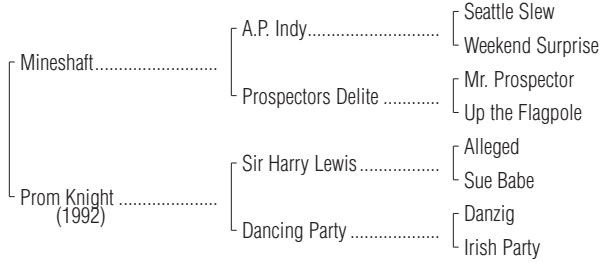 Seattle Slew
A.P. Indy............................
Weekend Surprise
Mineshaft..........................
Mr. Prospector
Prospectors Delite ............
Up the Flagpole
Alleged
Sir Harry Lewis.................
Sue Babe
Prom Knight .....................
(1992)
Danzig
Dancing Party ...................
Irish Party